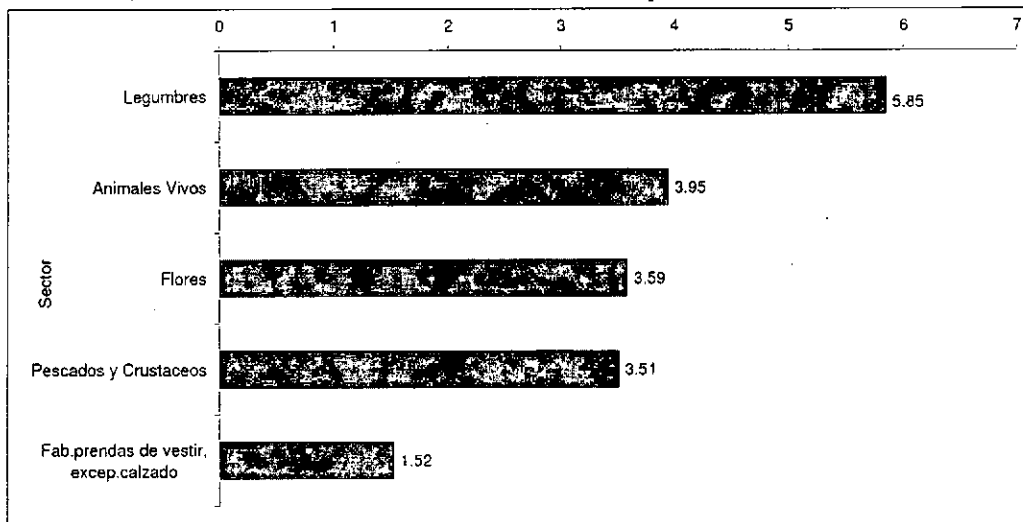 0 1 2 3 4 5 6 7
Legumbres 5.85
Animales Vivos 3.95
Sector
Flores 3.59
Pescados y Crustaceos 3.51
Fab.prendas de vestir,
excep.calzado 1.52